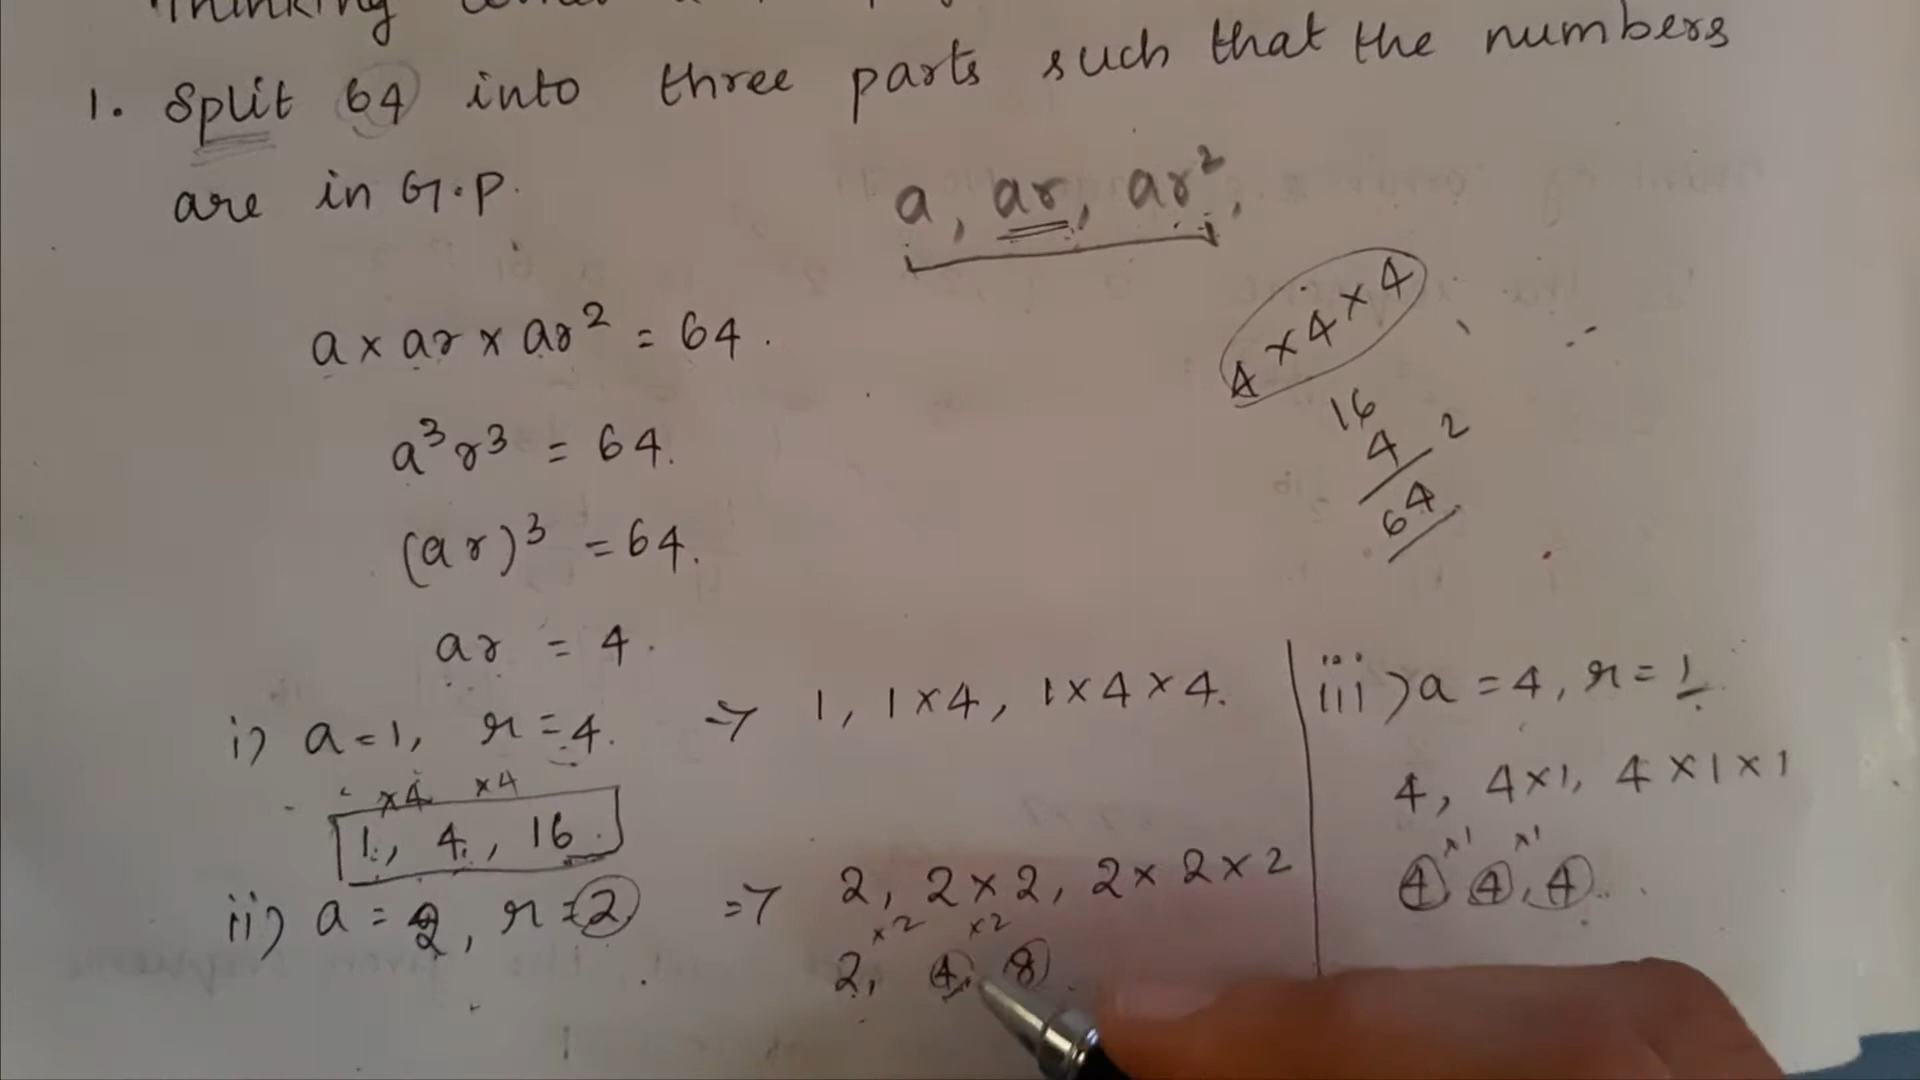 Thinking
1. Split 64 into three parts such that the numbers
are in G.P.
a, ar, ar²,
a × ar × ar² = 64.
4 × 4 × 4
16
4 2
64
a³r³ = 64.
(ar)³ = 64.
ar = 4.
i) a=1, r=4. => 1, 1×4, 1×4×4.
×4 ×4
1, 4, 16.
ii) a = 2, r=2 => 2, 2×2, 2×2×2
×2 ×2
2, 4, 8
iii) a = 4, r = 1
4, 4×1, 4×1×1
×1 ×1
4, 4, 4.